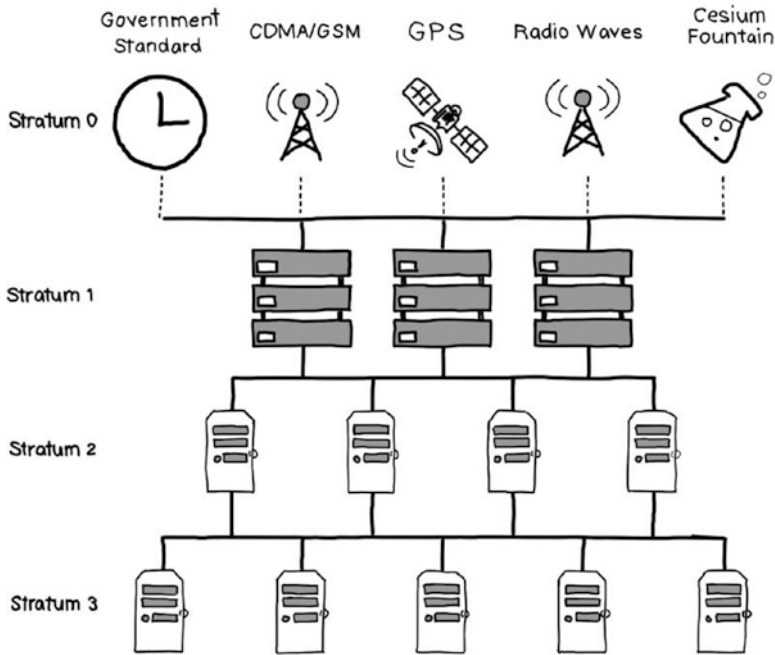 Government
Standard
CDMA/GSM
GPS
Radio Waves
Cesium
Fountain
Stratum 0
Stratum 1
Stratum 2
Stratum 3